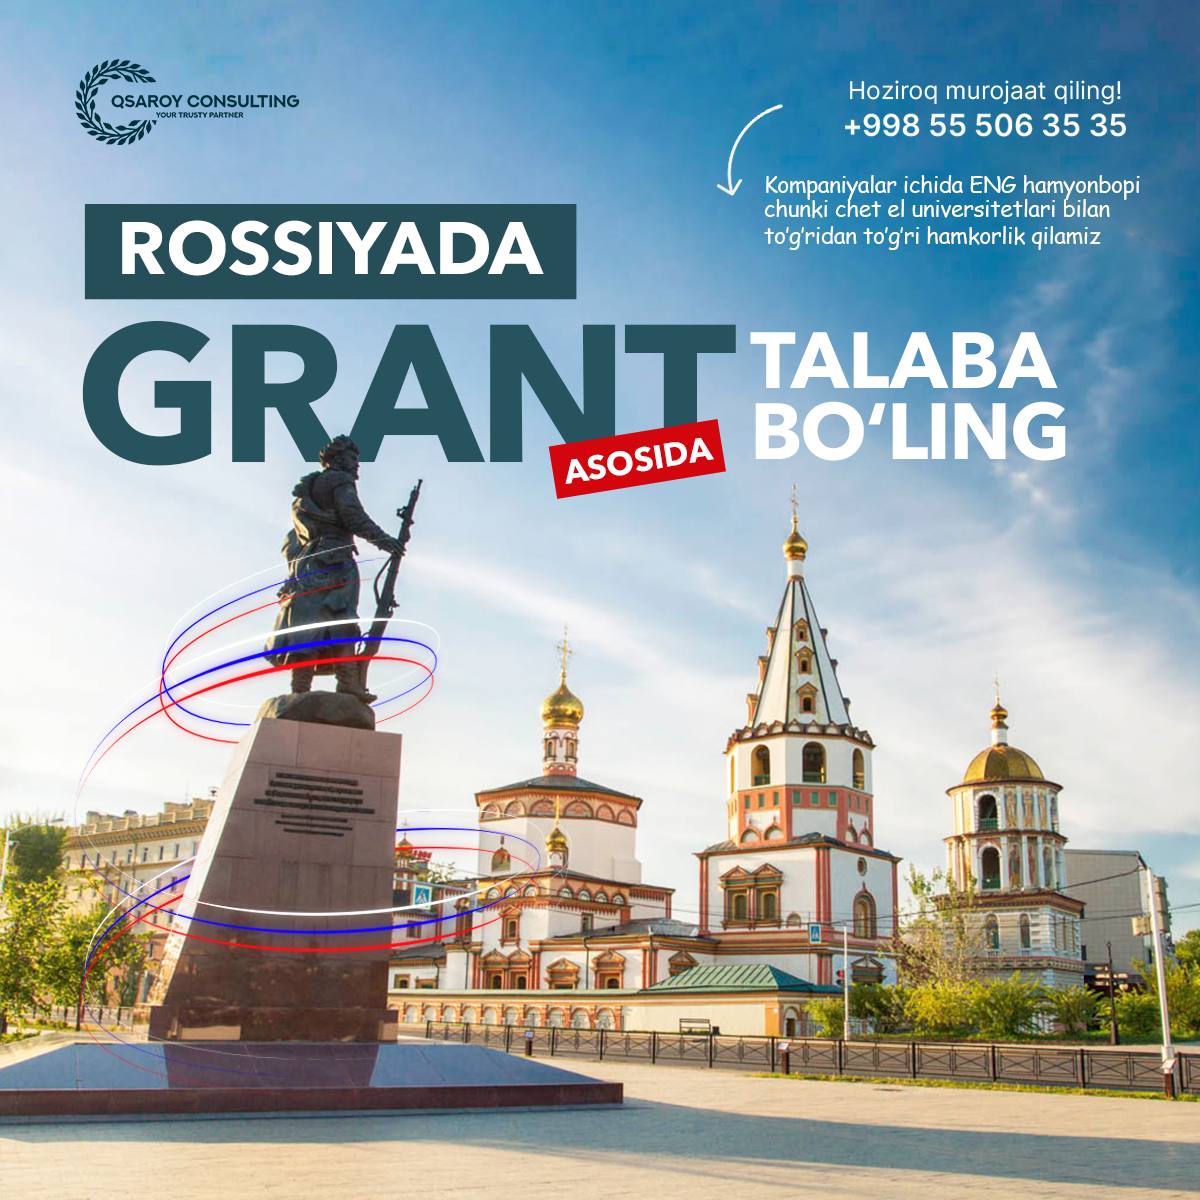 QSAROY CONSULTING
YOUR TRUSTY PARTNER
Hoziroq murojaat qiling!
+998 55 506 35 35
Kompaniyalar ichida ENG hamyonbopi
chunki chet el universitetlari bilan
to'g'ridan to'g'ri hamkorlik qilamiz
ROSSIYADA
GRANT
ASOSIDA
TALABA
BO‘LING